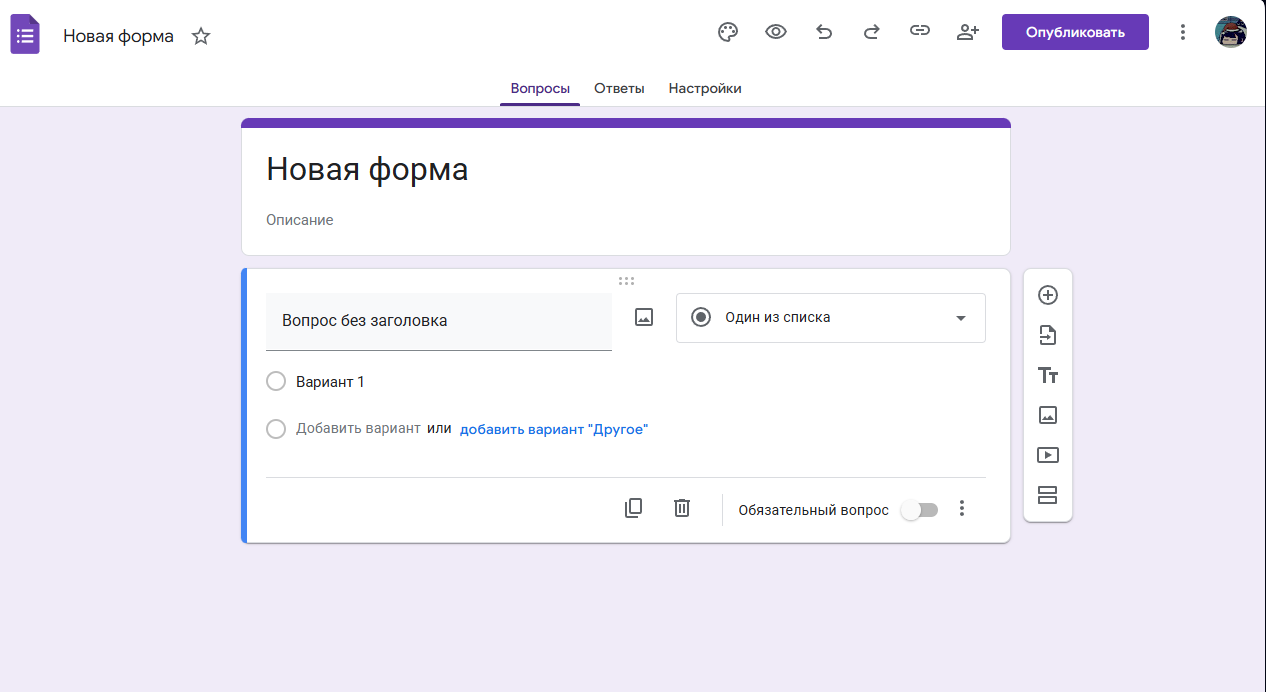 Новая форма
Опубликовать
Вопросы Ответы Настройки
Новая форма
Описание
Вопрос без заголовка
Один из списка
Вариант 1
Добавить вариант или добавить вариант "Другое"
Обязательный вопрос